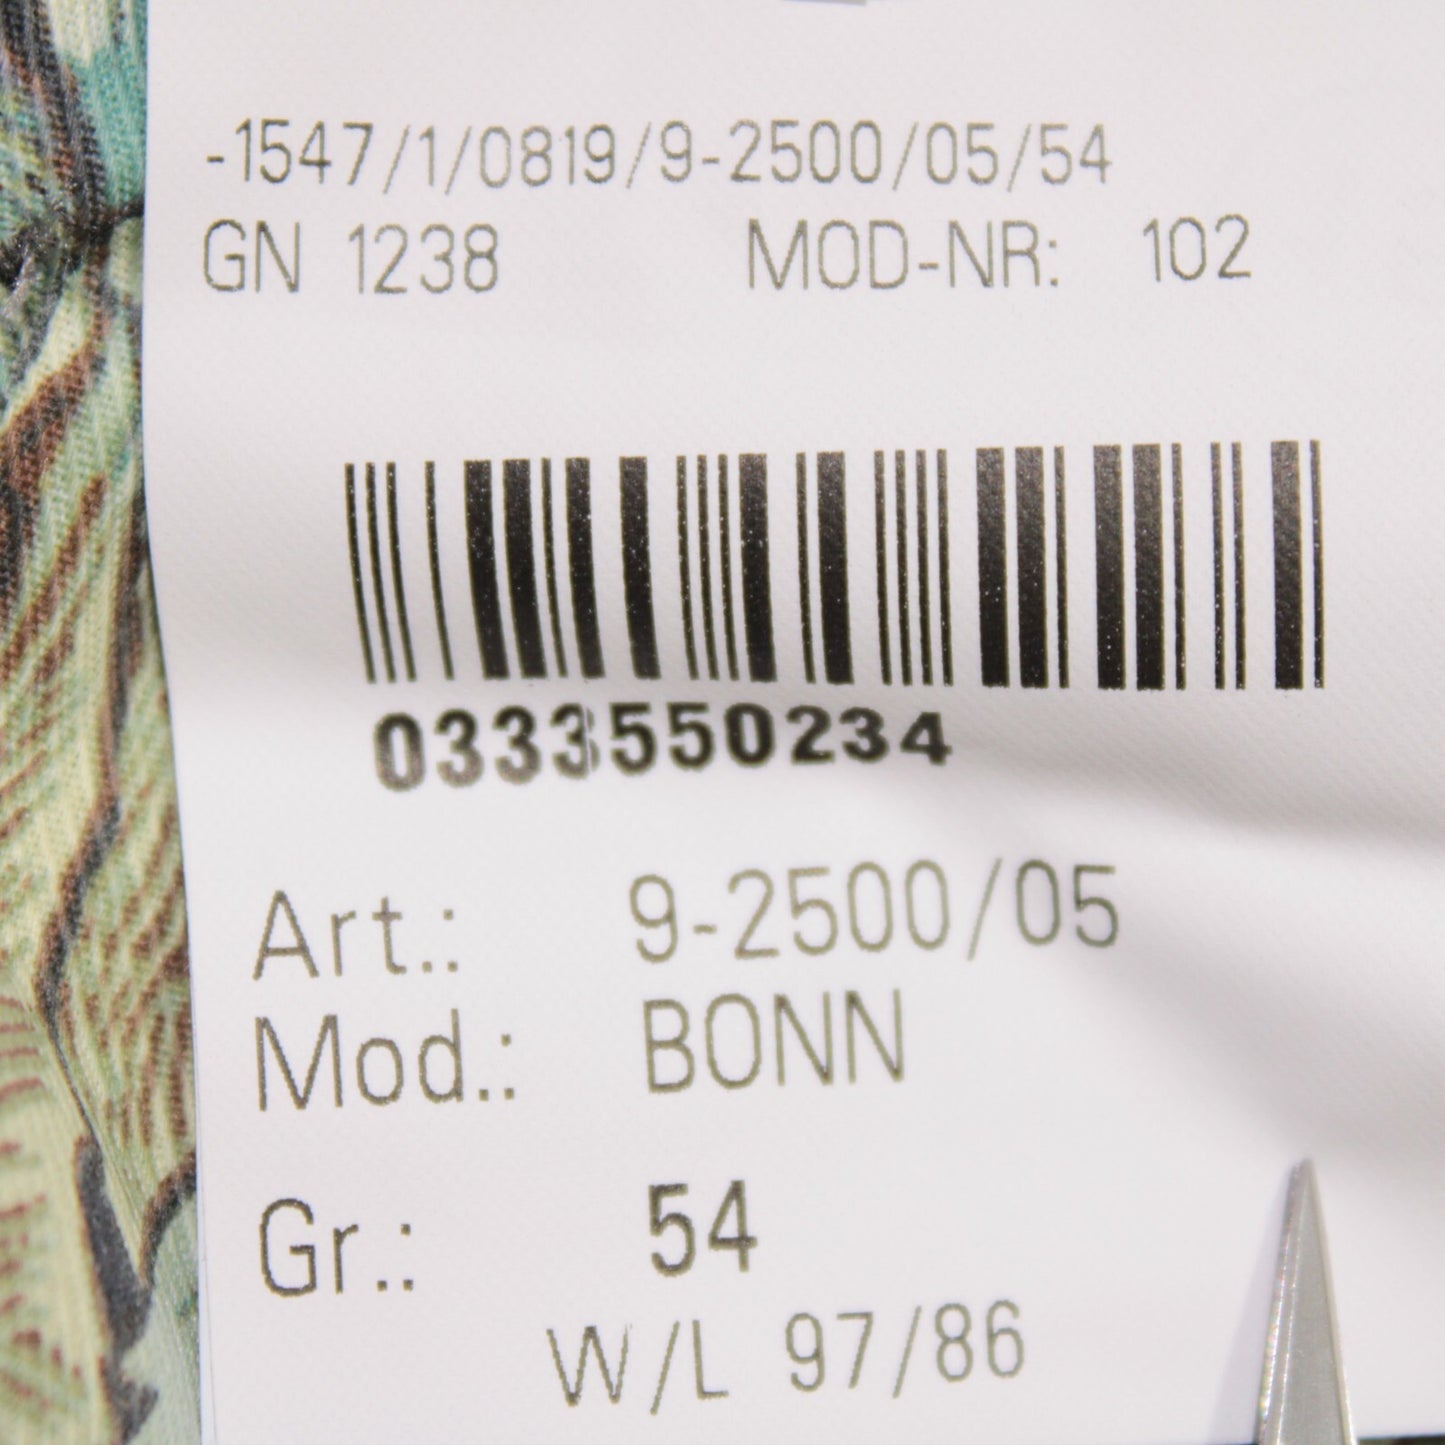 -1547/1/0819/9-2500/05/54
GN 1238 MOD-NR: 102
0333550234
Art.: 9-2500/05
Mod.: BONN
Gr.: 54
W/L 97/86